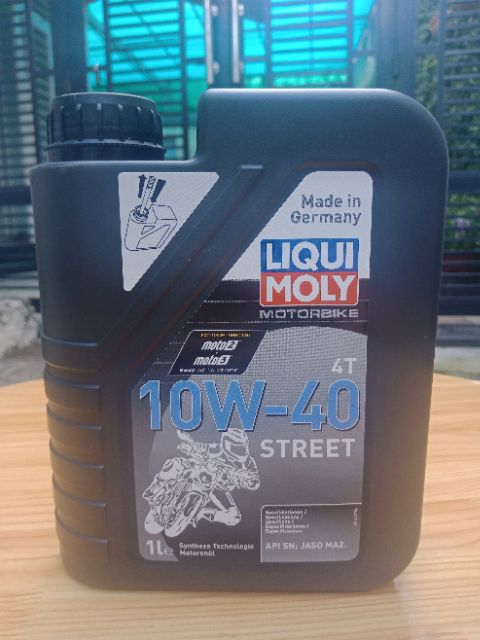 Made in
Germany
LIQUI
MOLY
MOTORBIKE
moto2
moto3
4T
10W-40
STREET
1Le
Synthese Technologie
Motorenöl
API SN; JASO MA2.